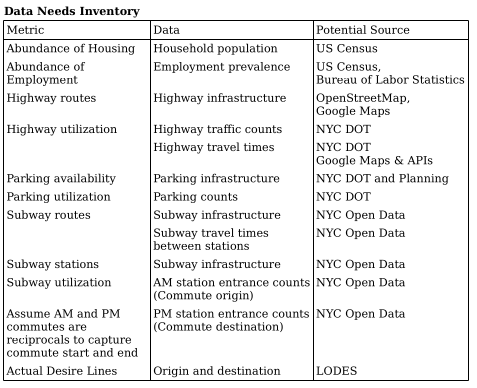 Data Needs Inventory
Metric Data Potential Source
Abundance of Housing Household population US Census
Abundance of Employment prevalence US Census,
Employment Bureau of Labor Statistics
Highway routes Highway infrastructure OpenStreetMap,
Google Maps
Highway utilization Highway traffic counts NYC DOT
Highway travel times NYC DOT
Google Maps & APIs
Parking availability Parking infrastructure NYC DOT and Planning
Parking utilization Parking counts NYC DOT
Subway routes Subway infrastructure NYC Open Data
Subway travel times NYC Open Data
between stations
Subway stations Subway infrastructure NYC Open Data
Subway utilization AM station entrance counts NYC Open Data
(Commute origin)
Assume AM and PM PM station entrance counts NYC Open Data
commutes are (Commute destination)
reciprocals to capture
commute start and end
Actual Desire Lines Origin and destination LODES